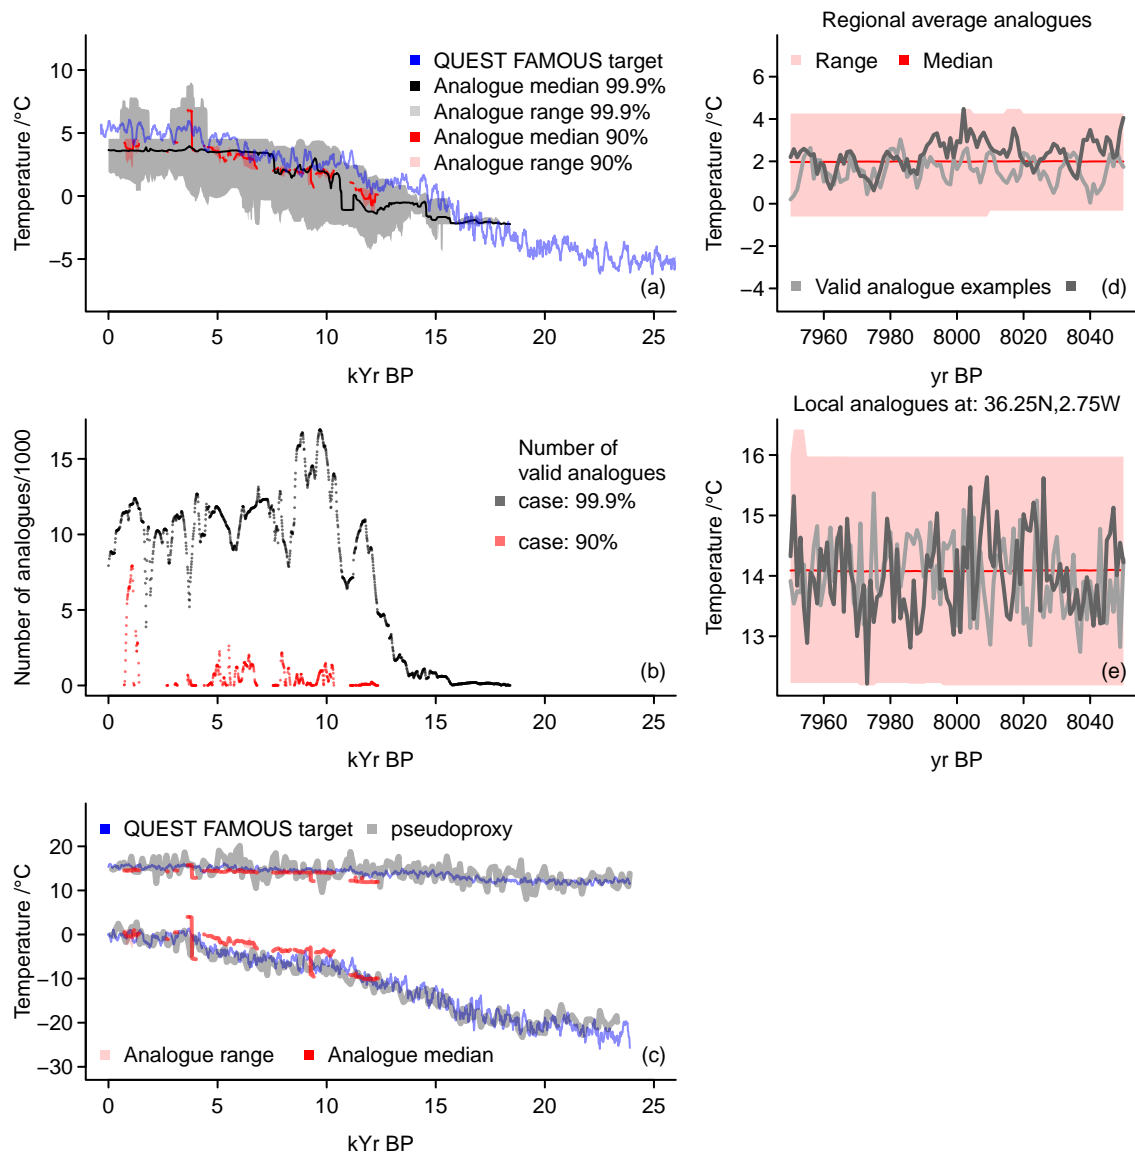 10
5
0
−5
Temperature /°C
QUEST FAMOUS target
Analogue median 99.9%
Analogue range 99.9%
Analogue median 90%
Analogue range 90%
(a)
0 5 10 15 20 25
kYr BP
Regional average analogues
Range Median
6
4
2
0
−2
−4
Temperature /°C
Valid analogue examples (d)
7960 7980 8000 8020 8040
yr BP
15
10
5
0
Number of analogues/1000
Number of
valid analogues
case: 99.9%
case: 90%
(b)
0 5 10 15 20 25
kYr BP
Local analogues at: 36.25N,2.75W
16
15
14
13
Temperature /°C
(e)
7960 7980 8000 8020 8040
yr BP
QUEST FAMOUS target pseudoproxy
20
10
0
−10
−20
−30
Temperature /°C
Analogue range Analogue median (c)
0 5 10 15 20 25
kYr BP